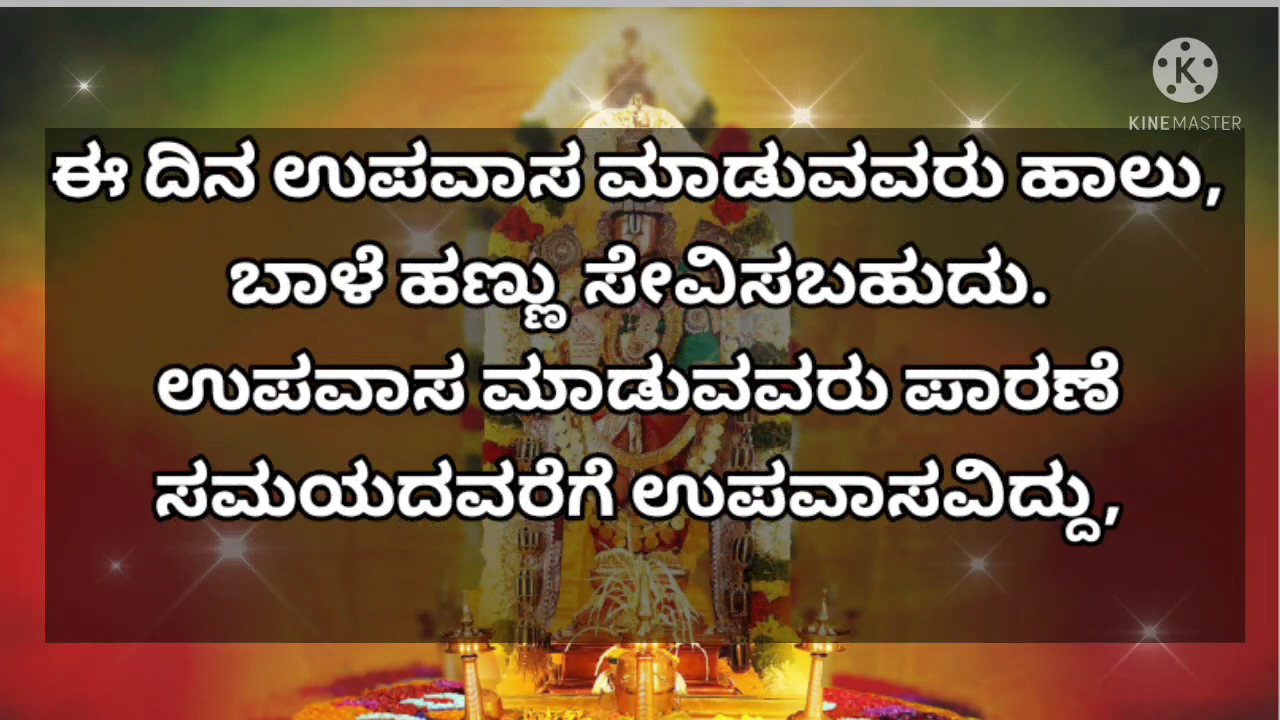 K
KINEMASTER
ಈ ದಿನ ಉಪವಾಸ ಮಾಡುವವರು ಹಾಲು,
ಬಾಳೆ ಹಣ್ಣು ಸೇವಿಸಬಹುದು.
ಉಪವಾಸ ಮಾಡುವವರು ಪಾರಣೆ
ಸಮಯದವರೆಗೆ ಉಪವಾಸವಿದ್ದು,